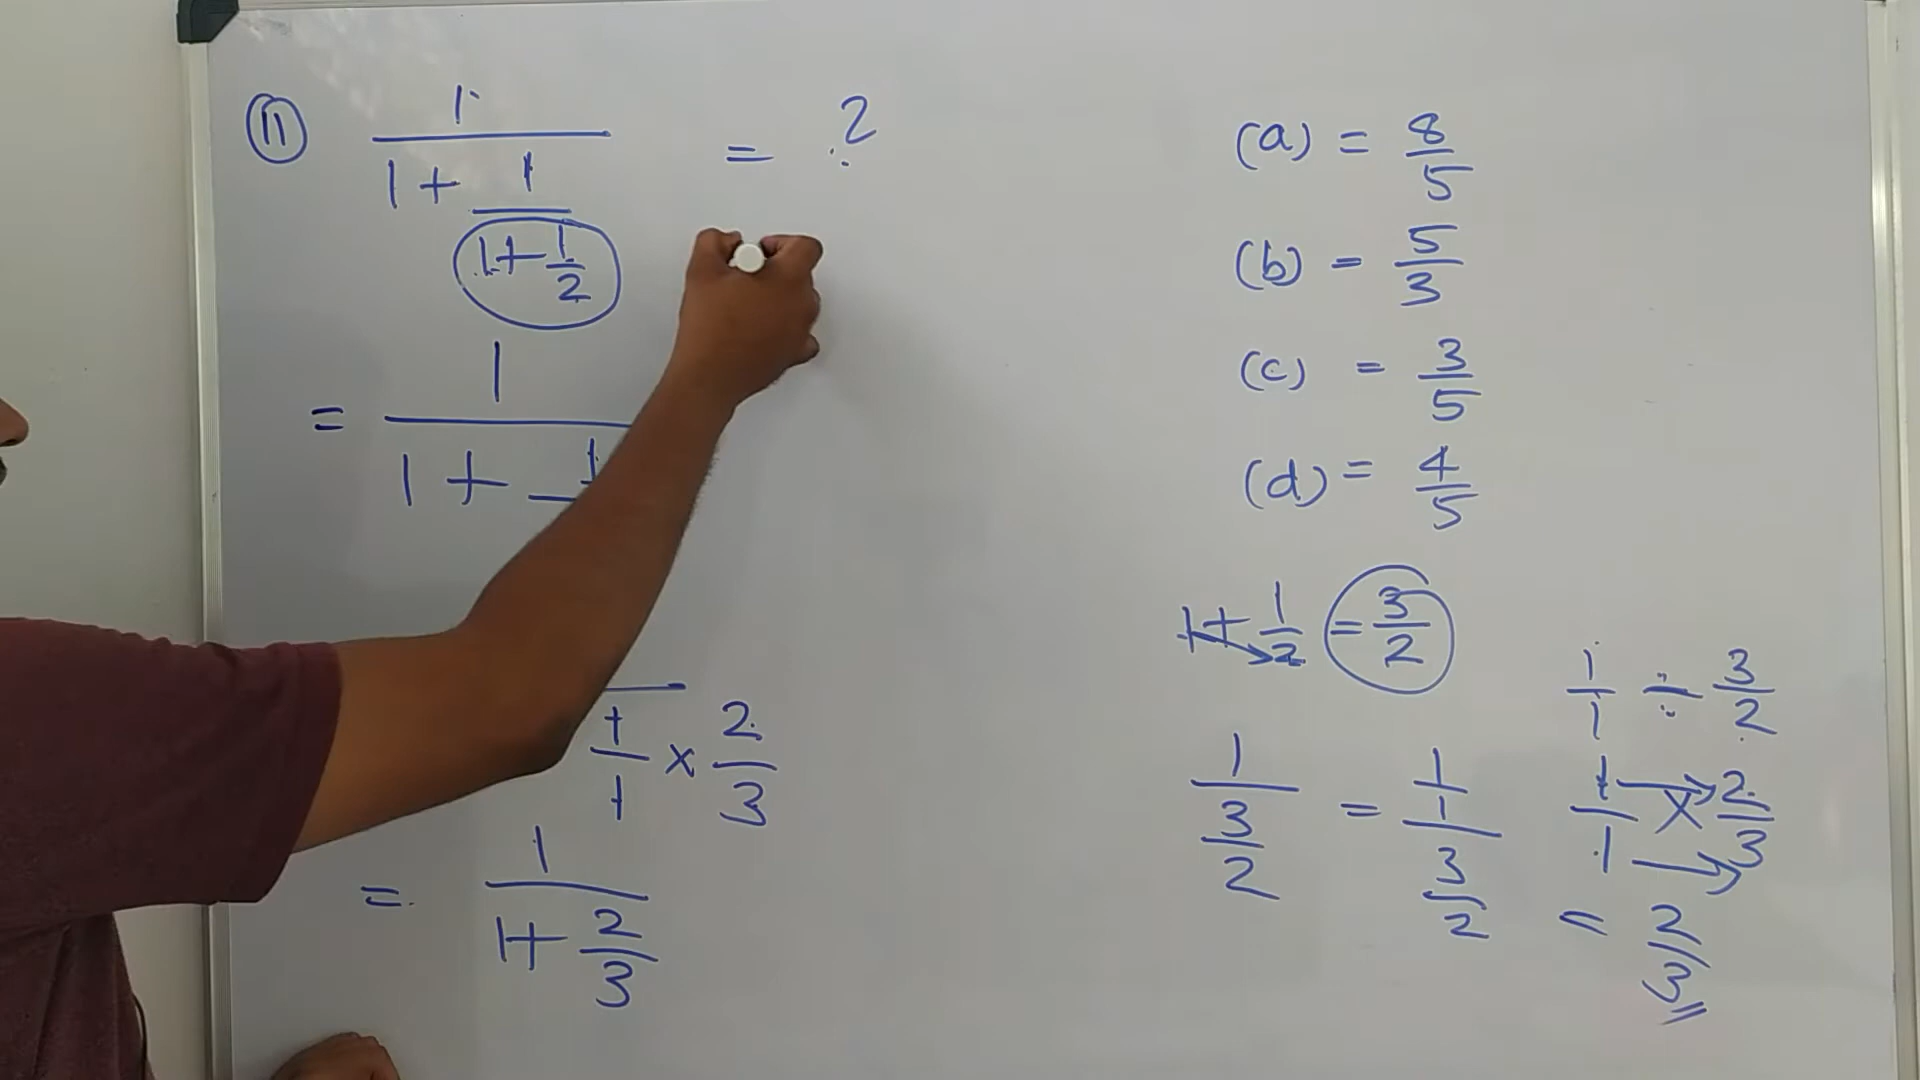 (11) 1/(1 + 1/(1 + 1/2)) = ?
= 1/(1 + 1
1/1 × 2/3
= 1/(1 + 2/3)
(a) = 8/5
(b) = 5/3
(c) = 3/5
(d) = 4/5
1 + 1/2 = 3/2
1/(3/2) = (1/1)/(3/2)
1/1 ÷ 3/2
1/1 × 2/3
= 2/3